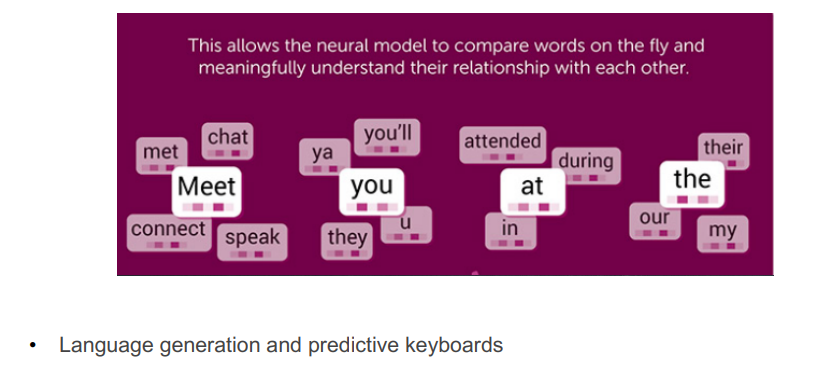 This allows the neural model to compare words on the fly and
meaningfully understand their relationship with each other.
chat
met
Meet
connect
speak
you'll
ya
you
u
they
attended
during
at
in
their
the
our
my
• Language generation and predictive keyboards